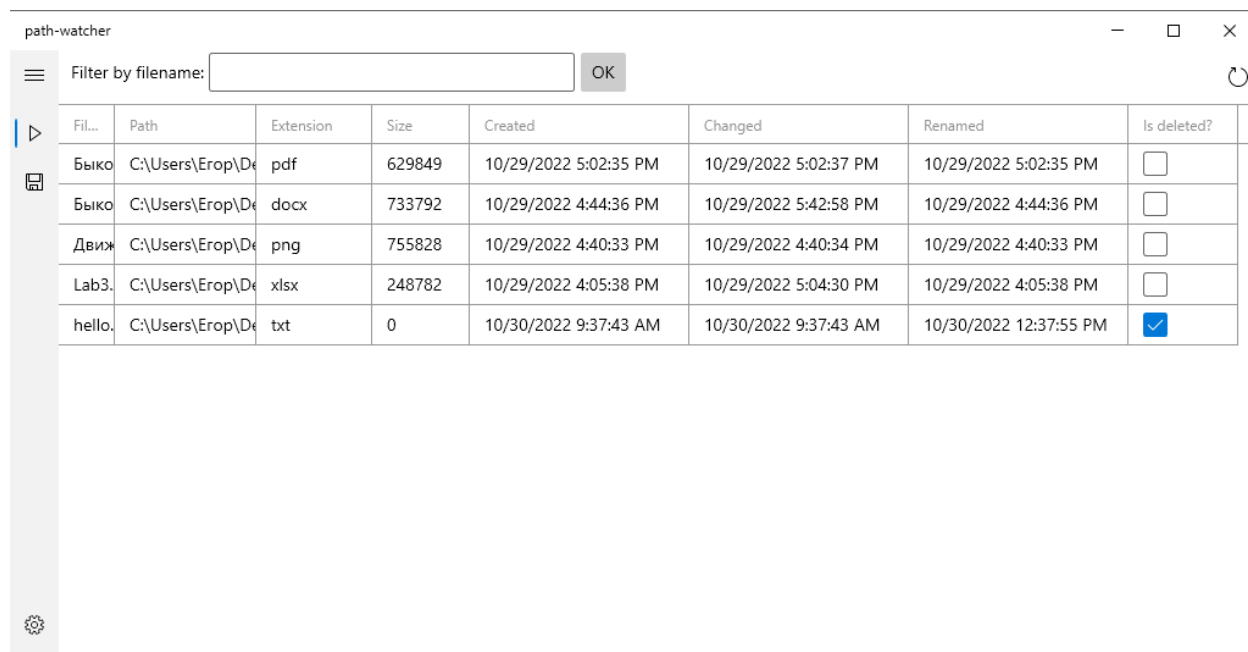 path-watcher
Filter by filename: OK
Fil... Path Extension Size Created Changed Renamed Is deleted?
Быко C:\Users\Егор\De pdf 629849 10/29/2022 5:02:35 PM 10/29/2022 5:02:37 PM 10/29/2022 5:02:35 PM
Быко C:\Users\Егор\De docx 733792 10/29/2022 4:44:36 PM 10/29/2022 5:42:58 PM 10/29/2022 4:44:36 PM
Движ C:\Users\Егор\De png 755828 10/29/2022 4:40:33 PM 10/29/2022 4:40:34 PM 10/29/2022 4:40:33 PM
Lab3. C:\Users\Егор\De xlsx 248782 10/29/2022 4:05:38 PM 10/29/2022 5:04:30 PM 10/29/2022 4:05:38 PM
hello. C:\Users\Егор\De txt 0 10/30/2022 9:37:43 AM 10/30/2022 9:37:43 AM 10/30/2022 12:37:55 PM